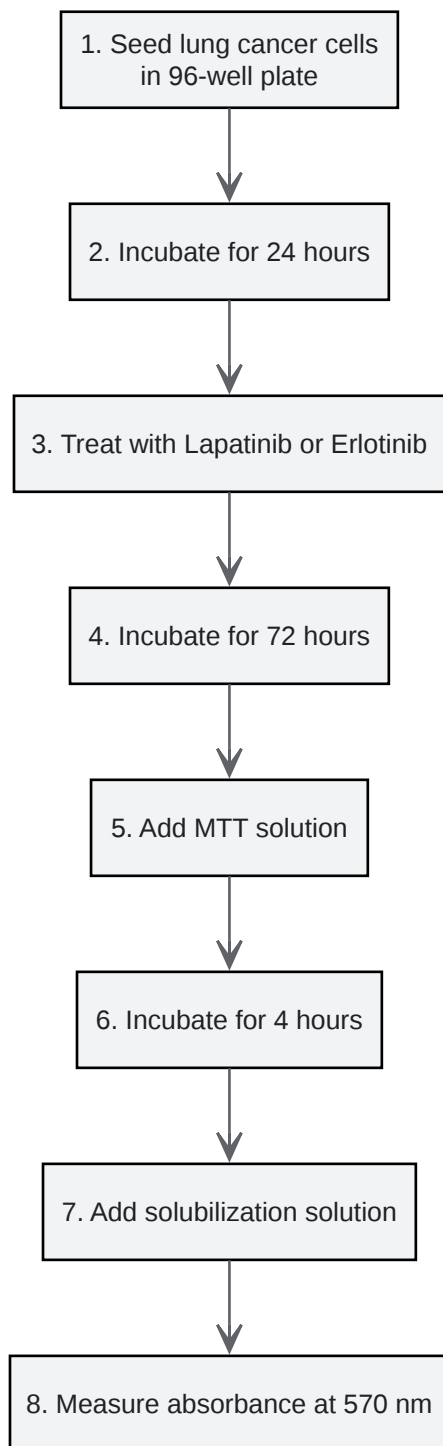 1. Seed lung cancer cells
in 96-well plate
2. Incubate for 24 hours
3. Treat with Lapatinib or Erlotinib
4. Incubate for 72 hours
5. Add MTT solution
6. Incubate for 4 hours
7. Add solubilization solution
8. Measure absorbance at 570 nm